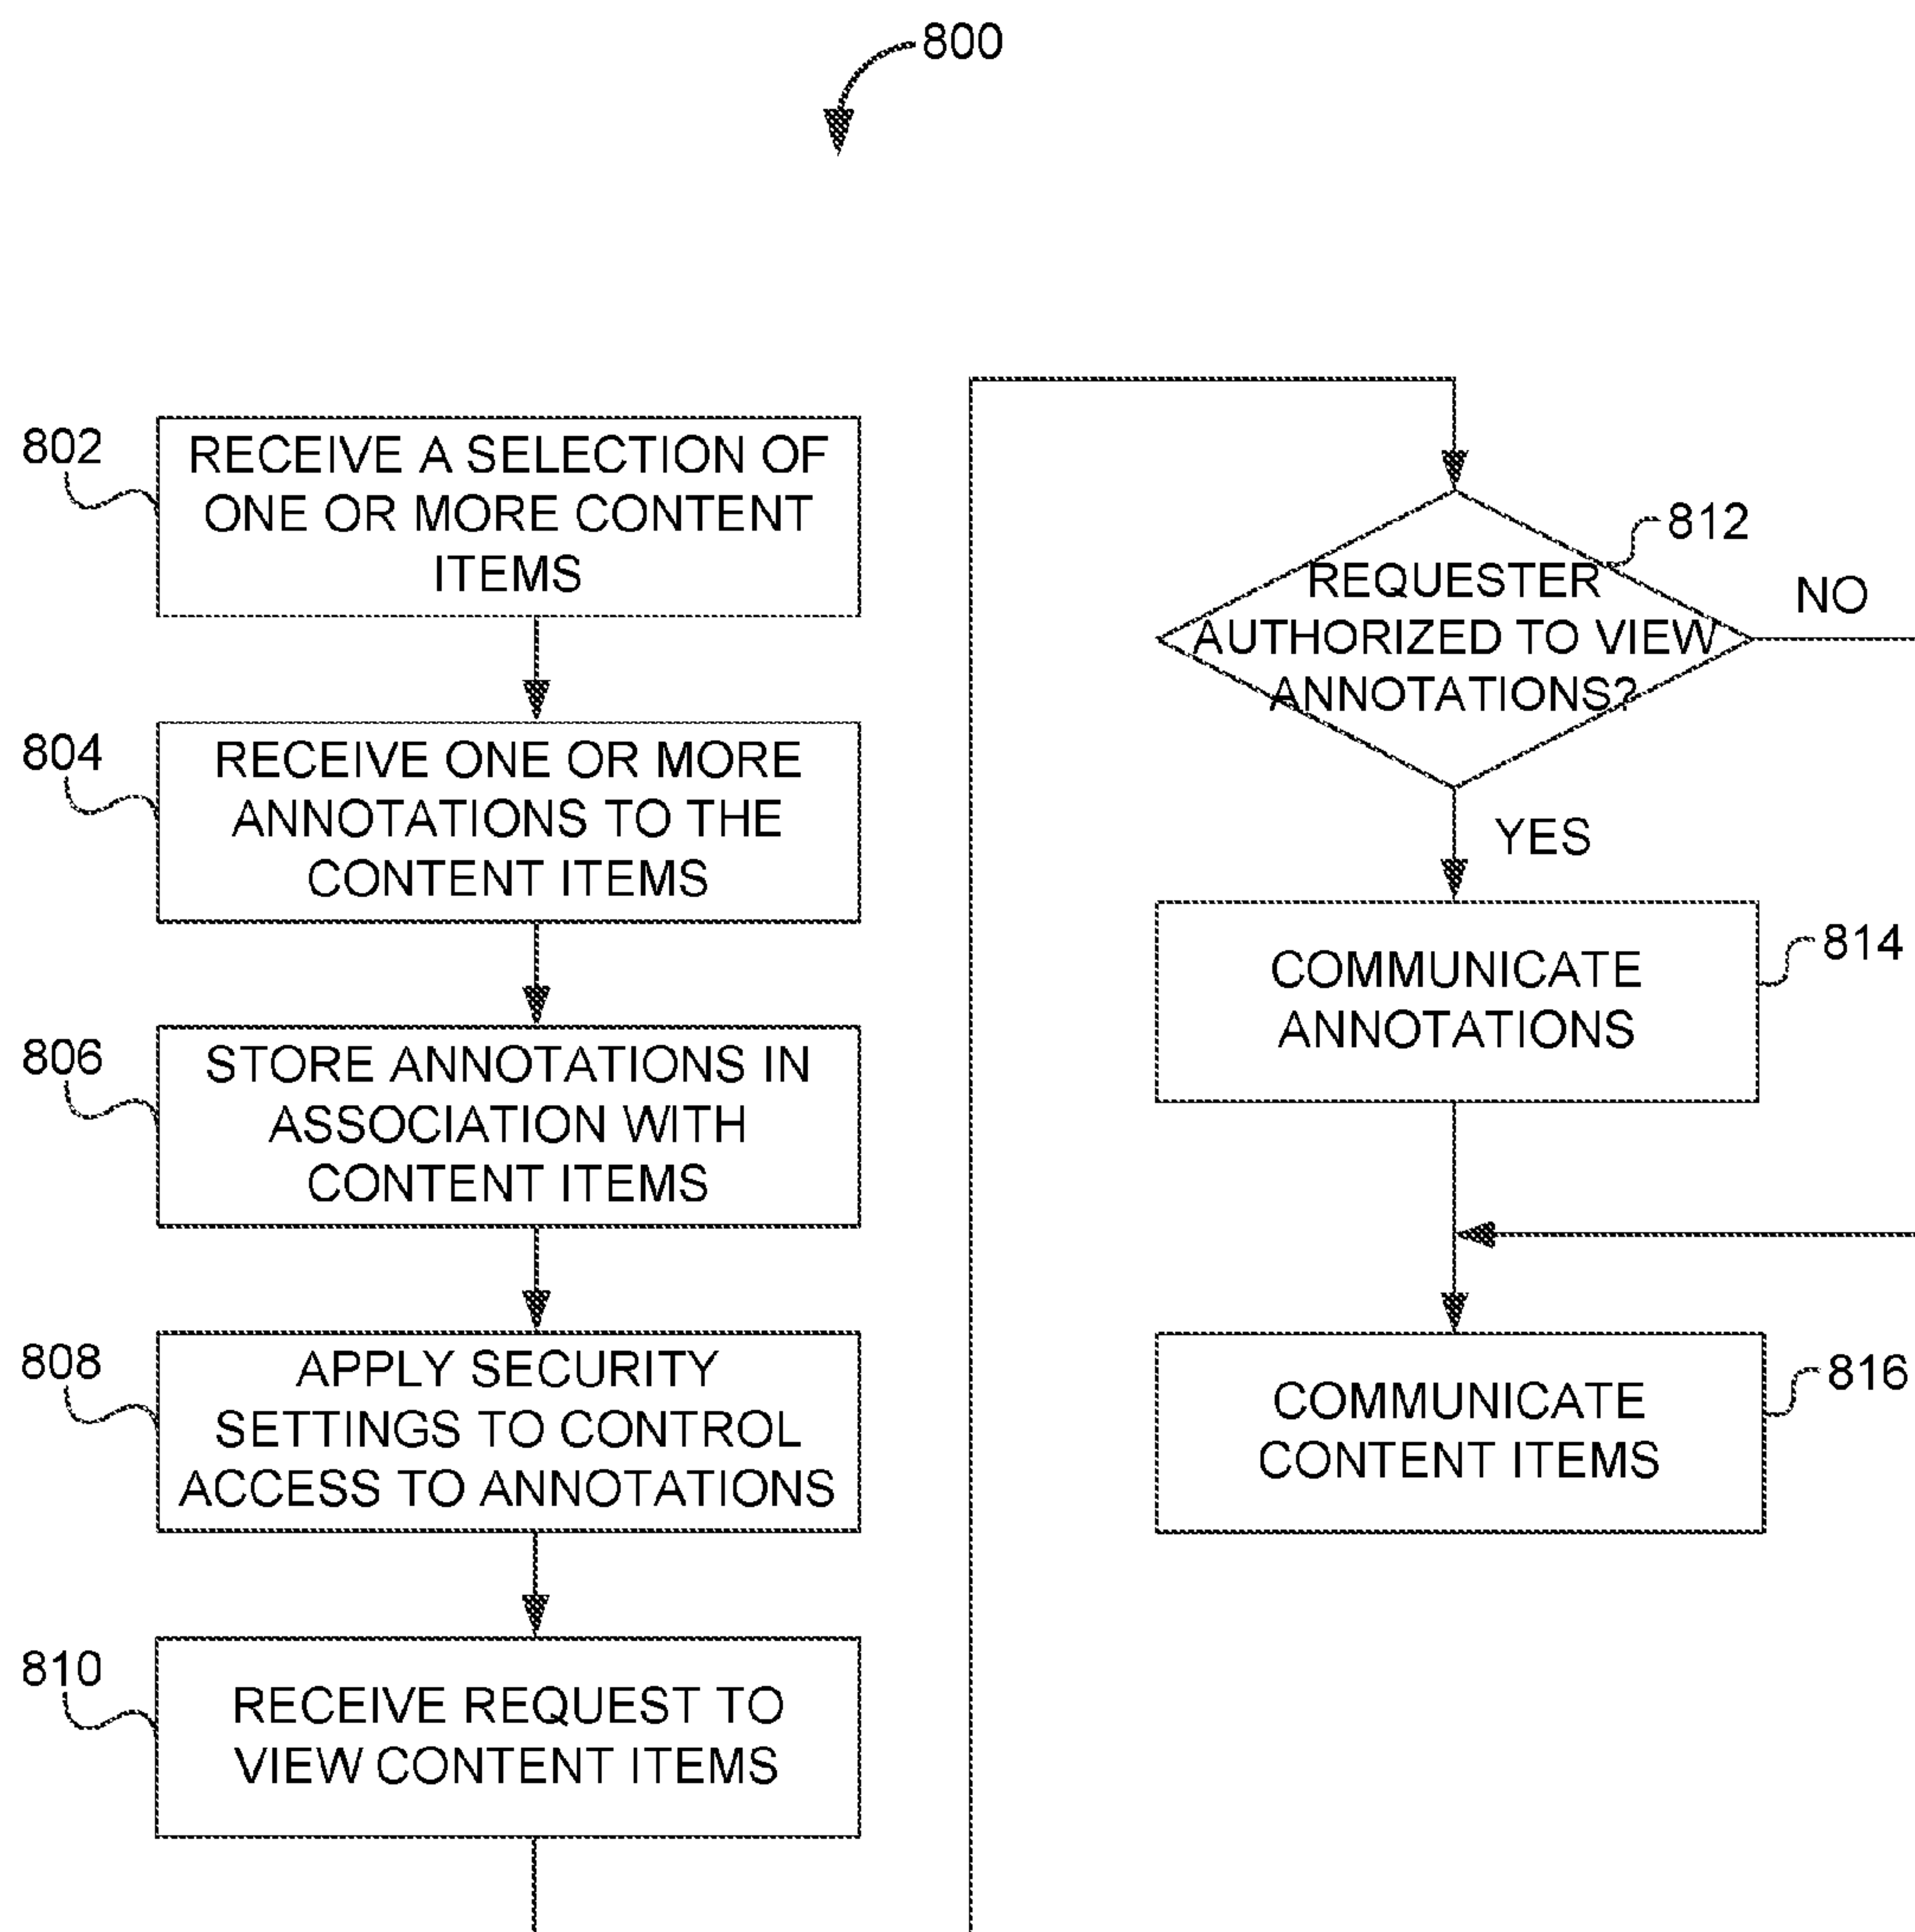 800
802
RECEIVE A SELECTION OF
ONE OR MORE CONTENT
ITEMS
804
RECEIVE ONE OR MORE
ANNOTATIONS TO THE
CONTENT ITEMS
806
STORE ANNOTATIONS IN
ASSOCIATION WITH
CONTENT ITEMS
808
APPLY SECURITY
SETTINGS TO CONTROL
ACCESS TO ANNOTATIONS
810
RECEIVE REQUEST TO
VIEW CONTENT ITEMS
812
REQUESTER
AUTHORIZED TO VIEW
ANNOTATIONS?
NO
YES
814
COMMUNICATE
ANNOTATIONS
816
COMMUNICATE
CONTENT ITEMS